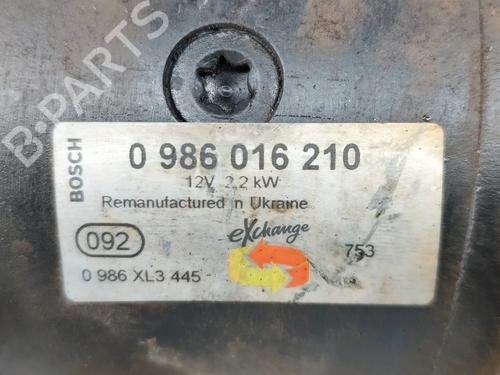 B-PARTS
BOSCH
0 986 016 210
12V 2.2 kW
Remanufactured in Ukraine
eXchange
092
753
0 986 XL3 445